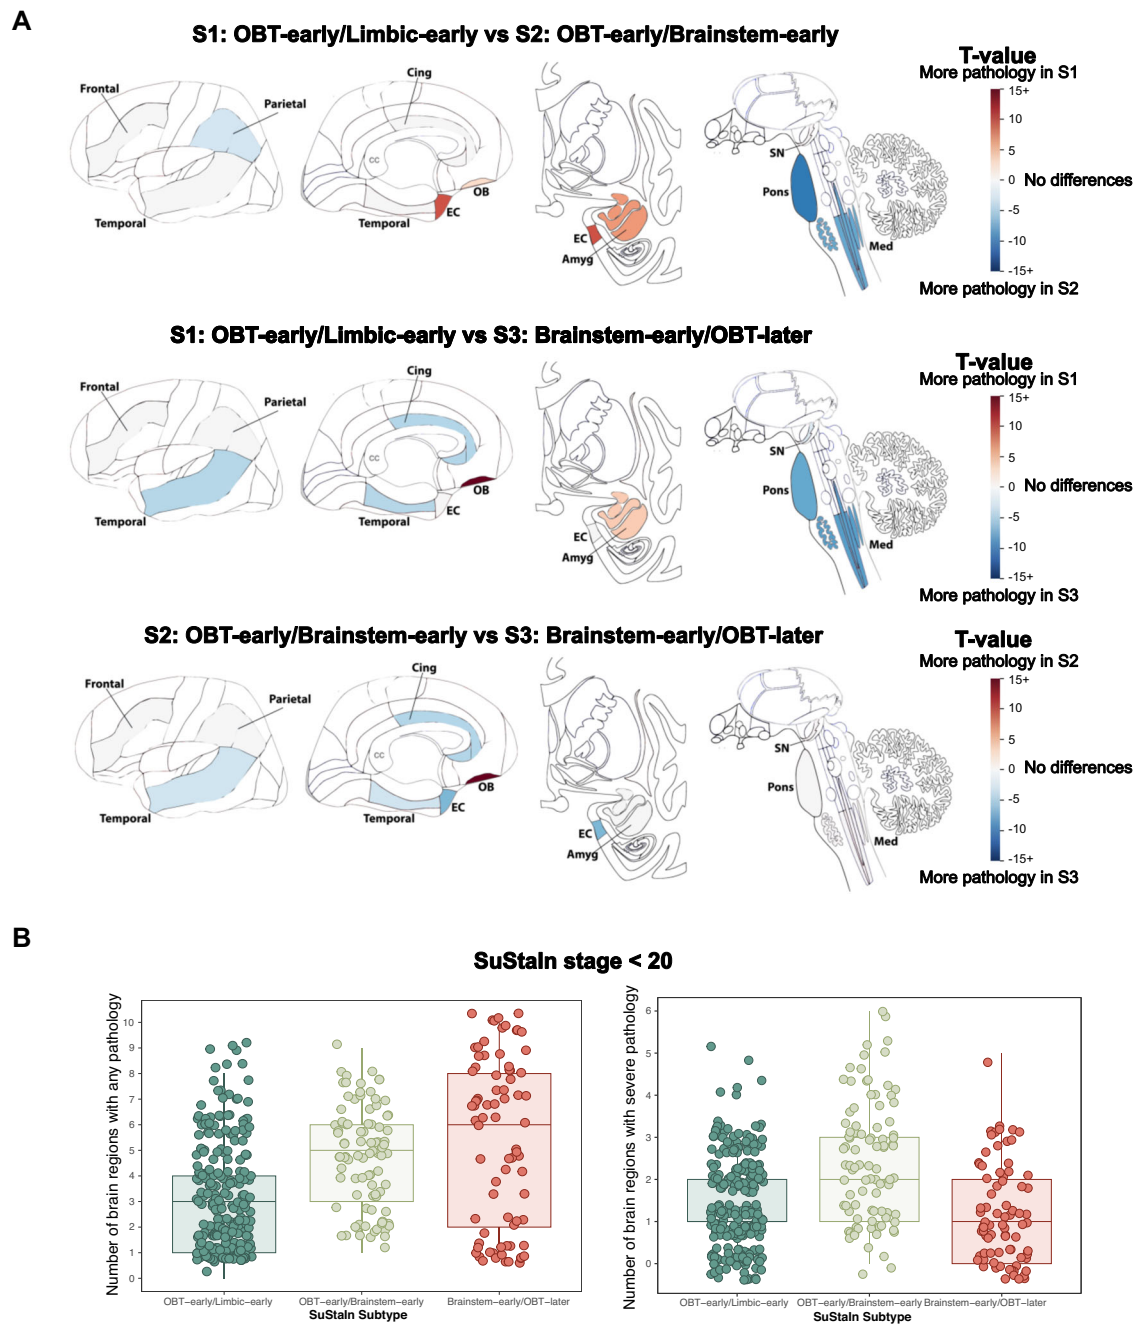 A
S1: OBT-early/Limbic-early vs S2: OBT-early/Brainstem-early
T-value
More pathology in S1
15+
10
5
0
No differences
-5
-10
-15+
More pathology in S2
Frontal
Parietal
Temporal
Cing
CC
OB
EC
Temporal
EC
Amyg
SN
Pons
Med
S1: OBT-early/Limbic-early vs S3: Brainstem-early/OBT-later
T-value
More pathology in S1
15+
10
5
0
No differences
-5
-10
-15+
More pathology in S3
Frontal
Parietal
Temporal
Cing
CC
OB
EC
Temporal
EC
Amyg
SN
Pons
Med
S2: OBT-early/Brainstem-early vs S3: Brainstem-early/OBT-later
T-value
More pathology in S2
15+
10
5
0
No differences
-5
-10
-15+
More pathology in S3
Frontal
Parietal
Temporal
Cing
CC
OB
EC
Temporal
EC
Amyg
SN
Pons
Med
B
SuStaIn stage < 20
Number of brain regions with any pathology
10
9
8
7
6
5
4
3
2
1
0
OBT-early/Limbic-early
OBT-early/Brainstem-early
Brainstem-early/OBT-later
SuStaIn Subtype
Number of brain regions with severe pathology
6
5
4
3
2
1
0
OBT-early/Limbic-early
OBT-early/Brainstem-early
Brainstem-early/OBT-later
SuStaIn Subtype